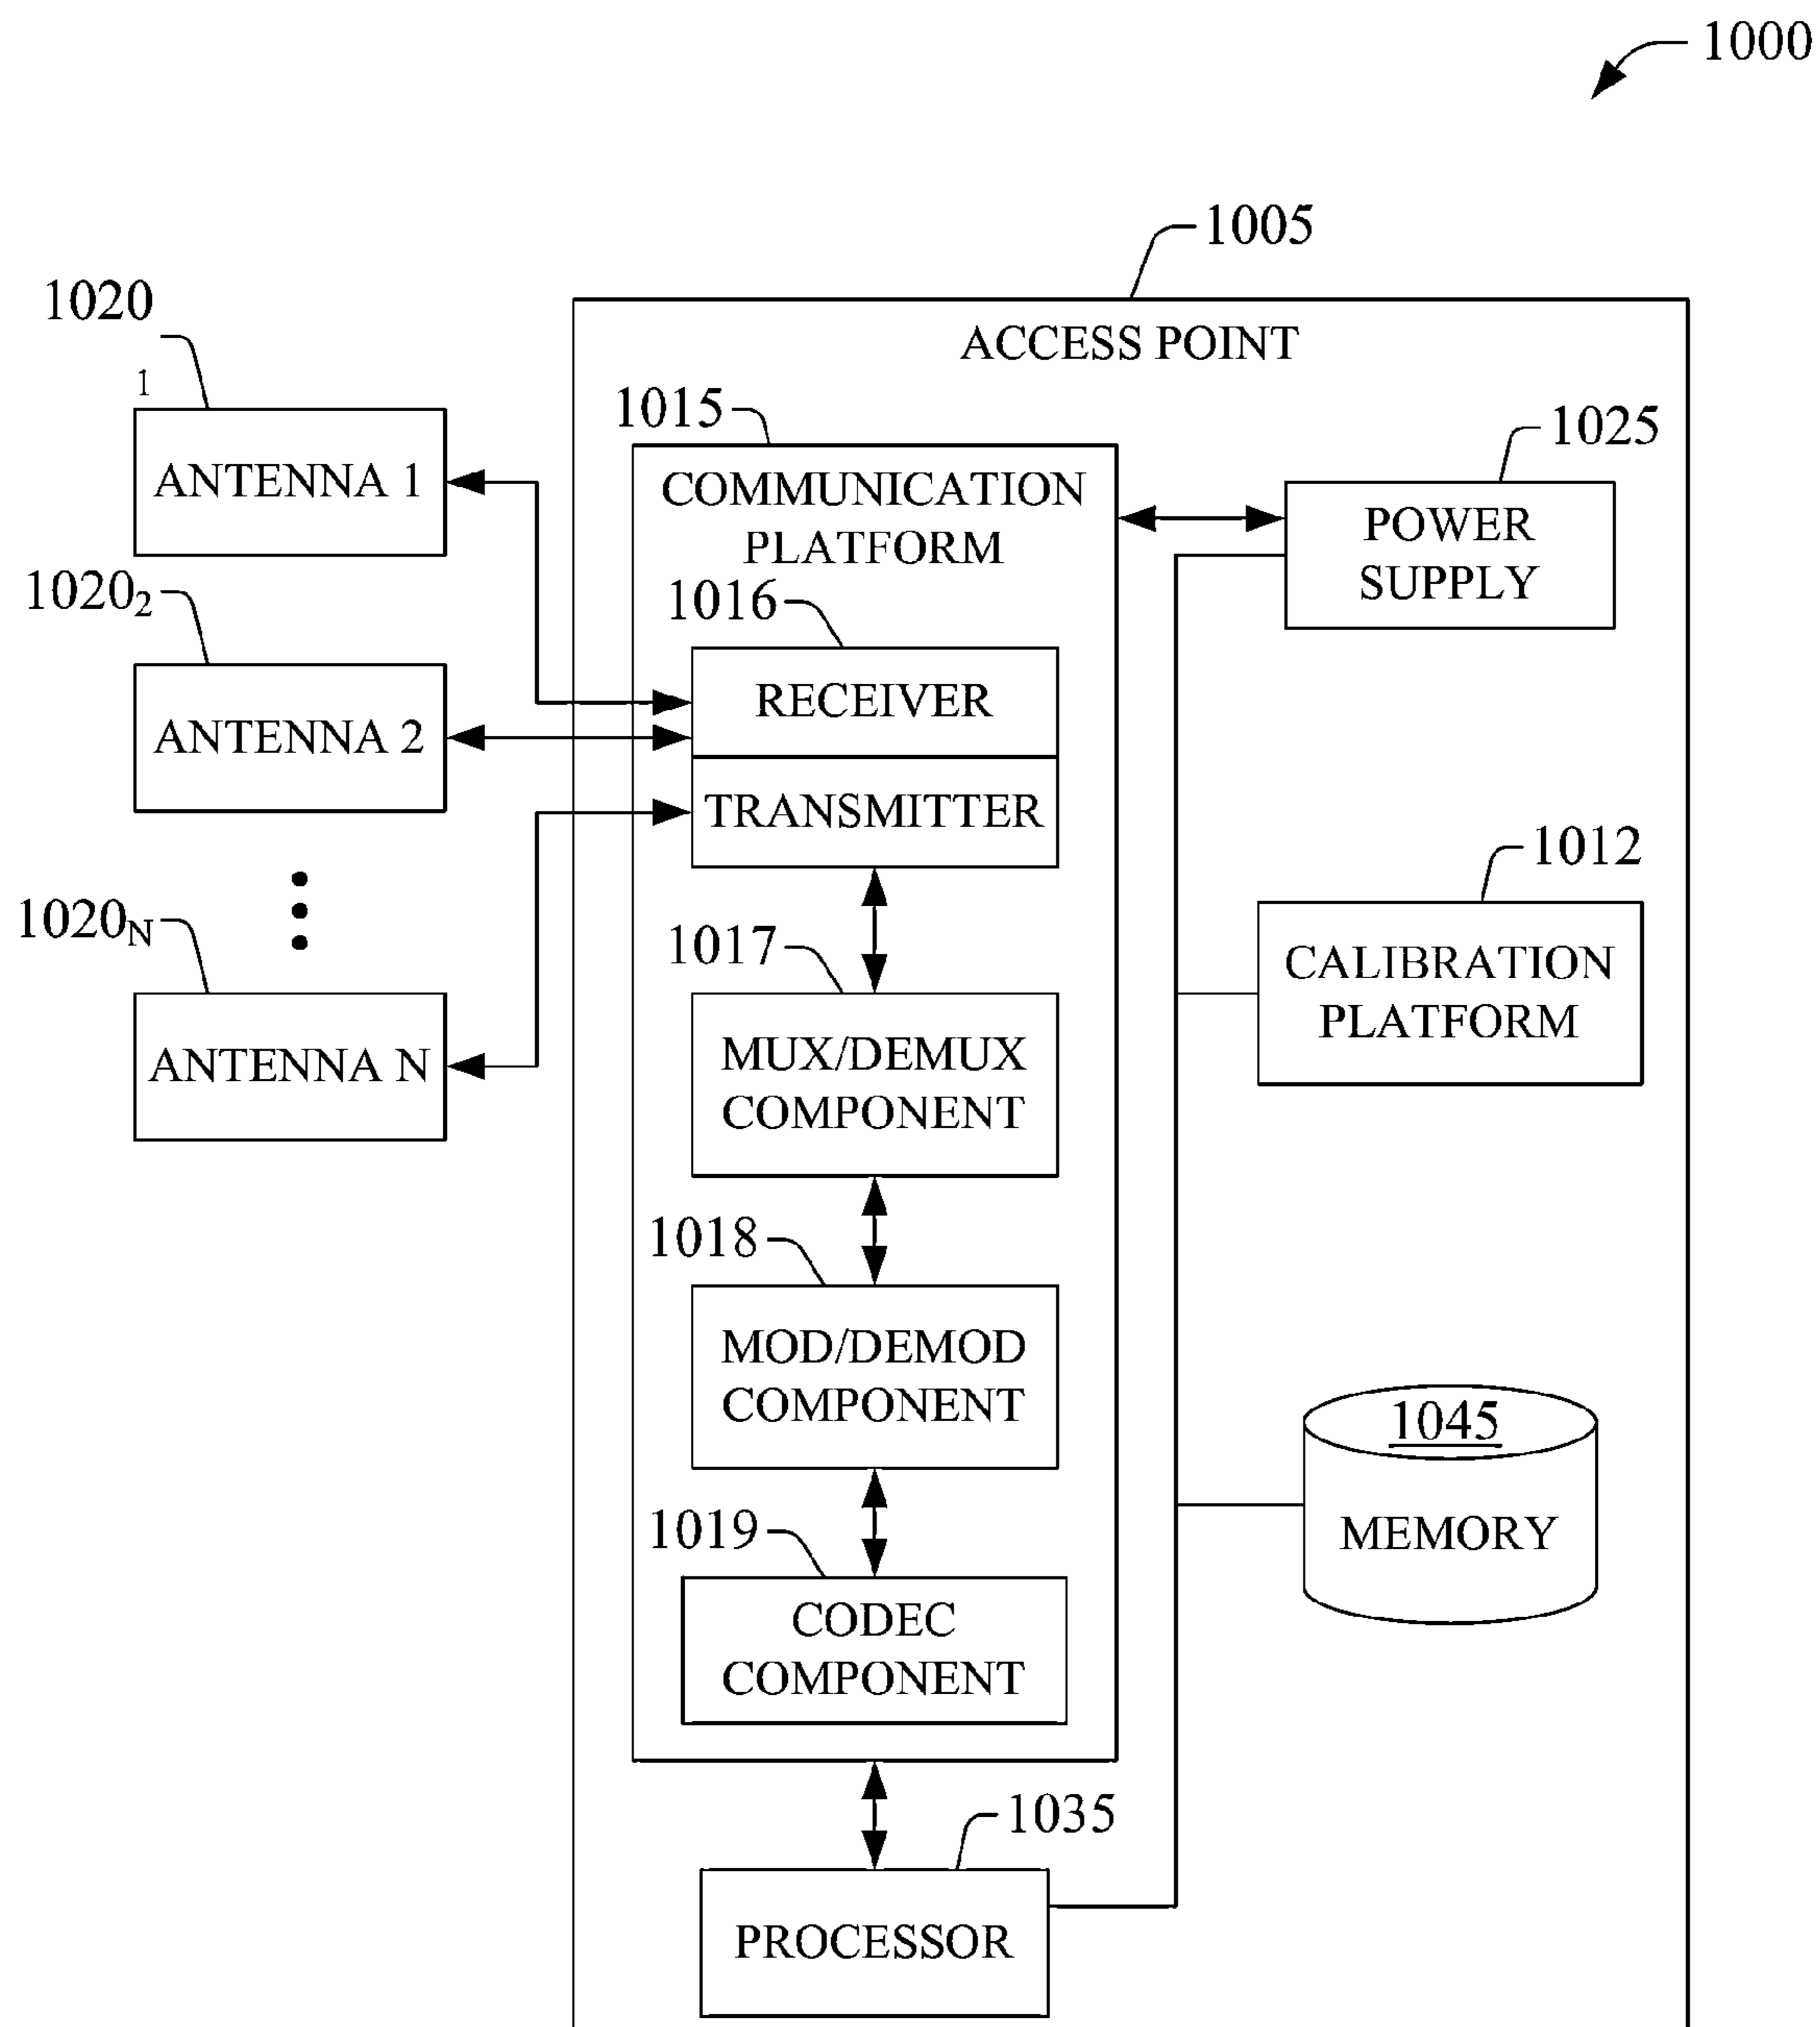 1000
1005
ACCESS POINT
1020
1
ANTENNA 1
1020₂
ANTENNA 2
1020N
ANTENNA N
1015
COMMUNICATION
PLATFORM
1016
RECEIVER
TRANSMITTER
1017
MUX/DEMUX
COMPONENT
1018
MOD/DEMOD
COMPONENT
1019
CODEC
COMPONENT
1035
PROCESSOR
1025
POWER
SUPPLY
1012
CALIBRATION
PLATFORM
1045
MEMORY